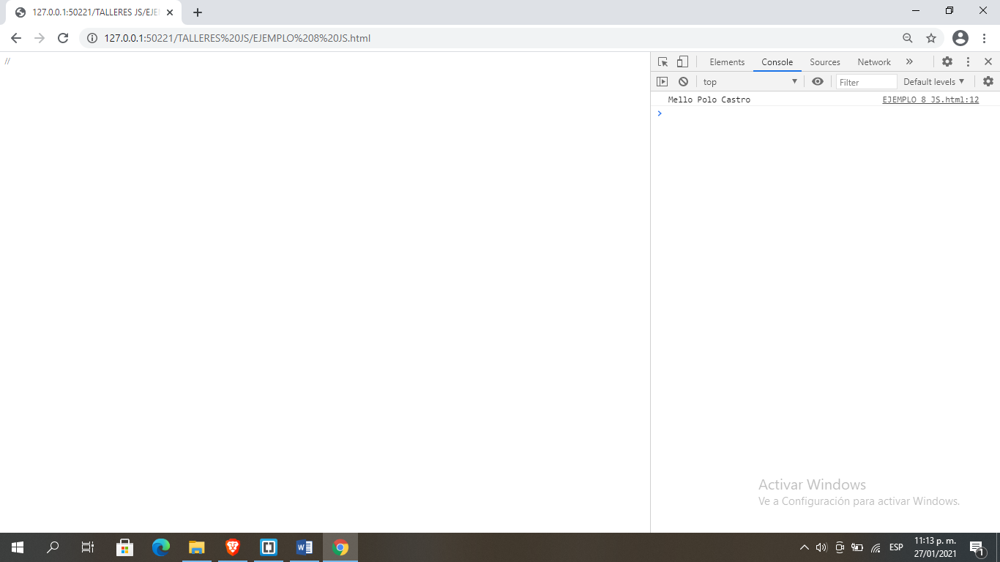 127.0.0.1:50221/TALLERES JS/EJE
127.0.0.1:50221/TALLERES%20JS/EJEMPLO%208%20JS.html
//
Elements Console Sources Network
top Filter Default levels
Mello Polo Castro EJEMPLO 8 JS.html:12
Activar Windows
Ve a Configuración para activar Windows.
ESP
11:13 p. m.
27/01/2021
1